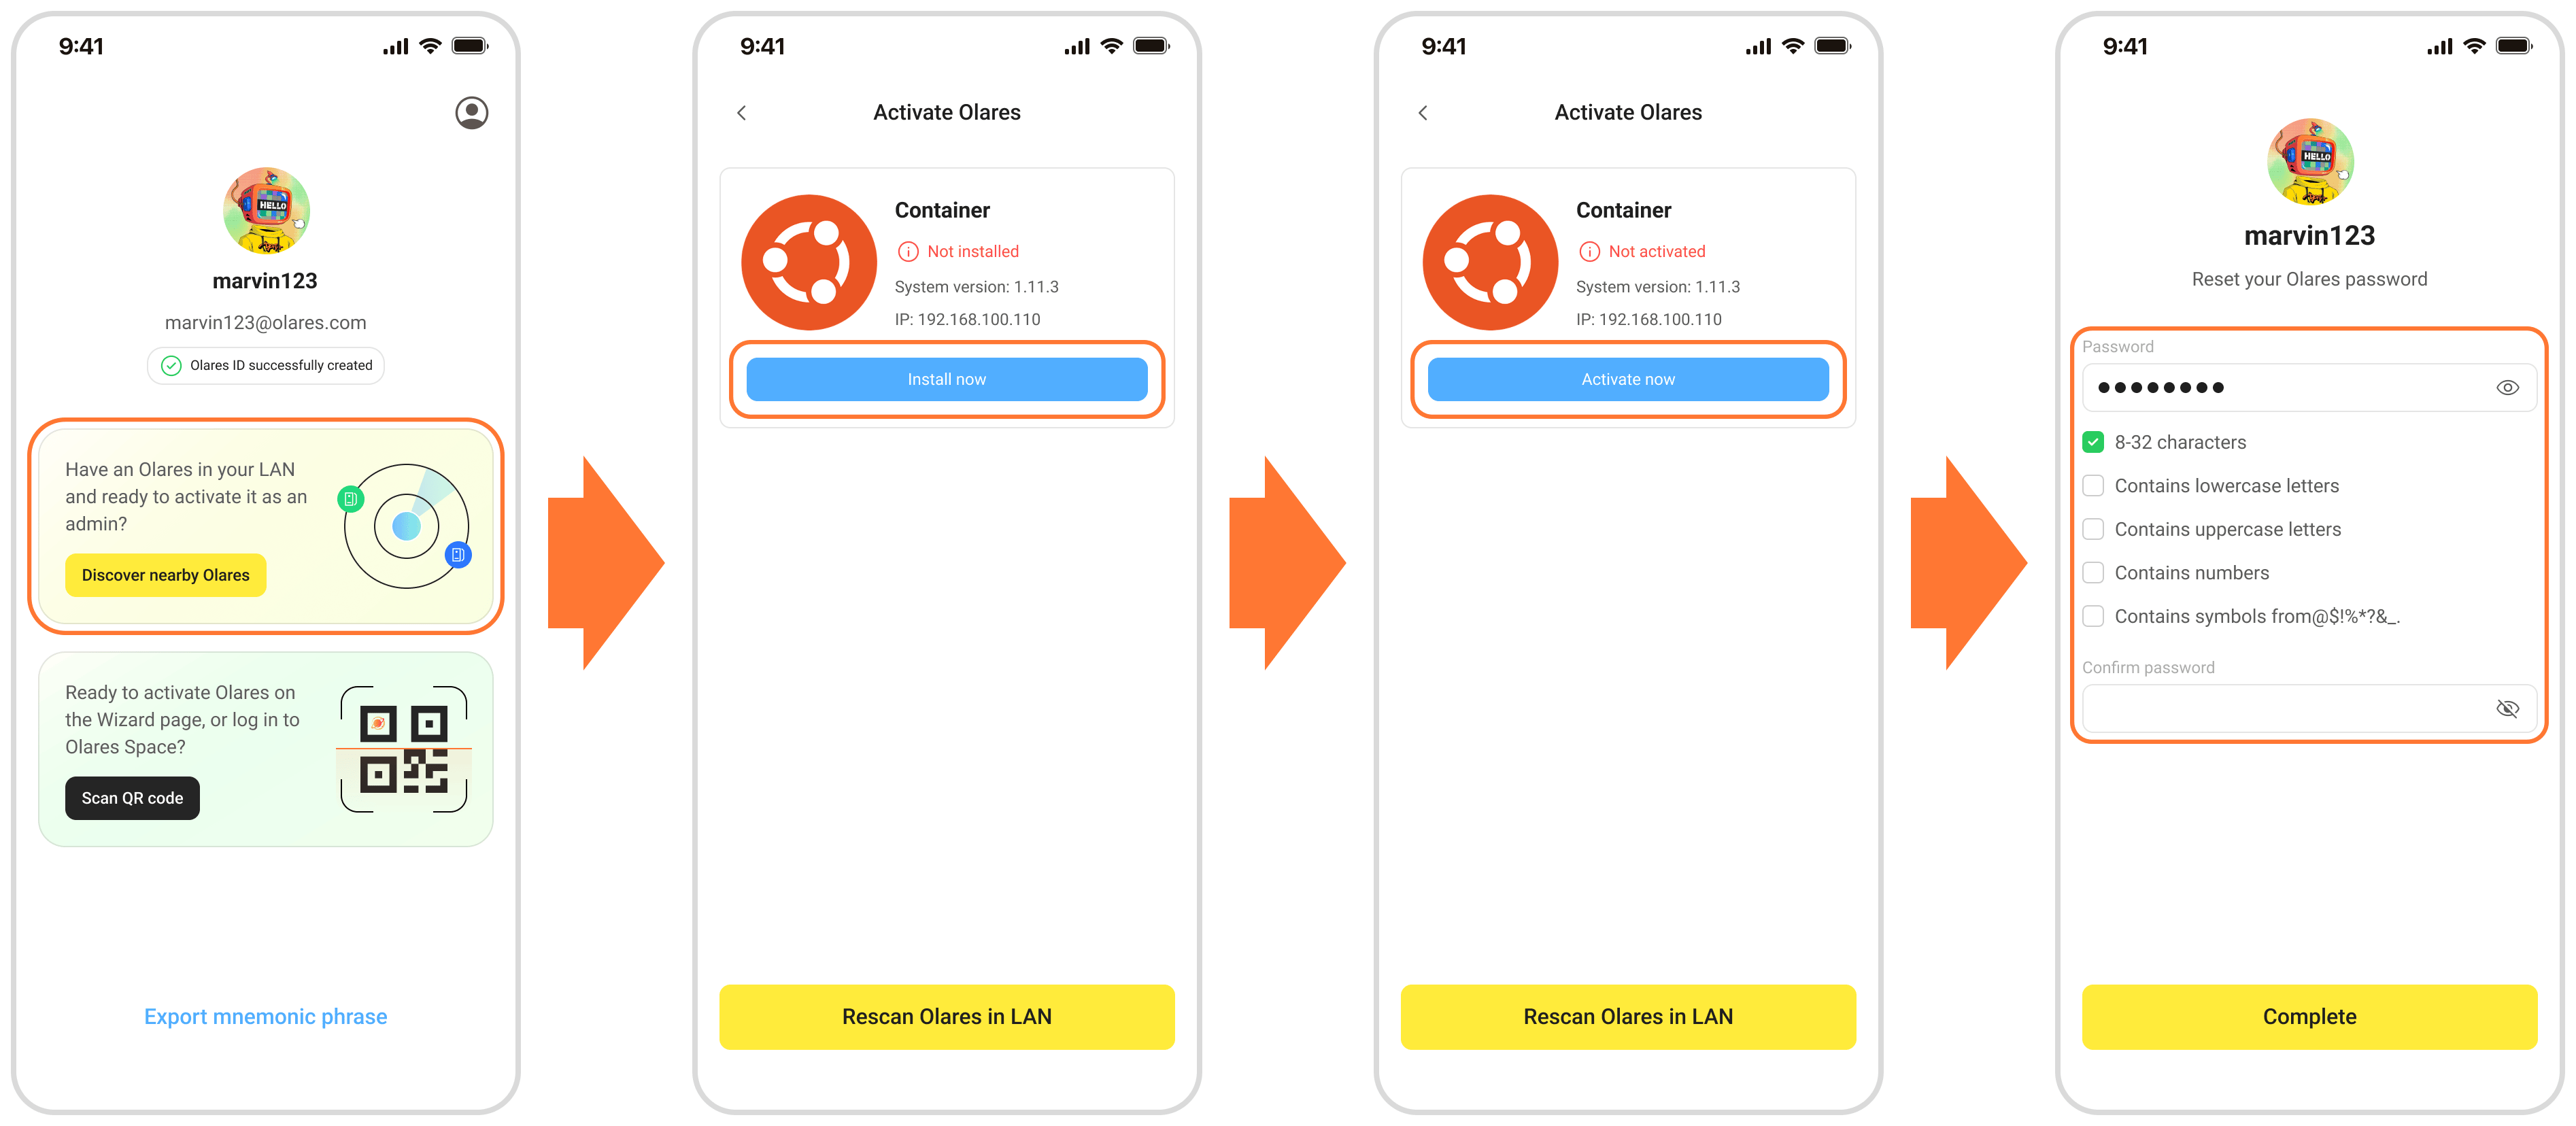 9:41
HELLO
marvin123
marvin123@olares.com
Olares ID successfully created
Have an Olares in your LAN
and ready to activate it as an
admin?
Discover nearby Olares
Ready to activate Olares on
the Wizard page, or log in to
Olares Space?
Scan QR code
Export mnemonic phrase
9:41
Activate Olares
Container
Not installed
System version: 1.11.3
IP: 192.168.100.110
Install now
Rescan Olares in LAN
9:41
Activate Olares
Container
Not activated
System version: 1.11.3
IP: 192.168.100.110
Activate now
Rescan Olares in LAN
9:41
HELLO
marvin123
Reset your Olares password
Password
8-32 characters
Contains lowercase letters
Contains uppercase letters
Contains numbers
Contains symbols from@$!%*?&_.
Confirm password
Complete